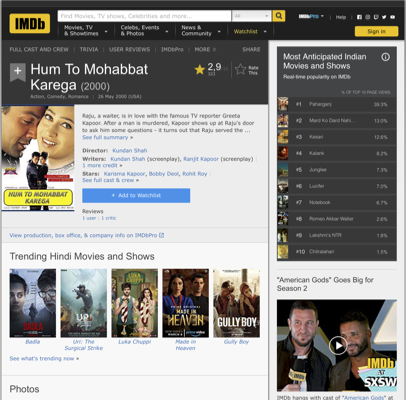 IMDb
Find Movies, TV shows, Celebrities and more...
All
Movies, TV
& Showtimes
Celebs, Events
& Photos
News &
Community
Watchlist
IMDbPro
Help
Sign in
FULL CAST AND CREW
TRIVIA
USER REVIEWS
IMDbPro
MORE
SHARE
Hum To Mohabbat
Karega (2000)
2,9
Rate
This
Action, Comedy, Romance | 26 May 2000 (USA)
HUM TO MOHABBAT
KAREGA
Raju, a waiter, is in love with the famous TV reporter Greeta
Kapoor. After a man is murdered, Kapoor shows up at Raju's door
to ask him some questions - it turns out that Raju served the ...
See full summary »
Director: Kundan Shah
Writers: Kundan Shah (screenplay), Ranjit Kapoor (screenplay) |
1 more credit »
Stars: Karisma Kapoor, Bobby Deol, Rohit Roy |
See full cast & crew »
+ Add to Watchlist
Reviews
1 user | 1 critic
View production, box office, & company info on IMDbPro
Trending Hindi Movies and Shows
LUKA CHUPPI
MADE IN
HEAVEN
GULLY BOY
Badla
Uri: The
Surgical Strike
Luka Chuppi
Made in
Heaven
Gully Boy
See what's trending now »
Photos
Most Anticipated Indian
Movies and Shows
Real-time popularity on IMDb
% OF TOP 10 PAGE VIEWS
#1 Paharganj 39.3%
#2 Mard Ko Dard Nahi... 13.0%
#3 Kesari 12.6%
#4 Kalank 8.2%
#5 Junglee 7.3%
#6 Lucifer 7.0%
#7 Notebook 6.7%
#8 Romeo Akbar Walter 2.6%
#9 Lakshmi's NTR 1.9%
#10 Chitralahari 1.5%
"American Gods" Goes Big for
Season 2
IMDb
AT
SXSW
IMDb hangs with cast of "American Gods" at